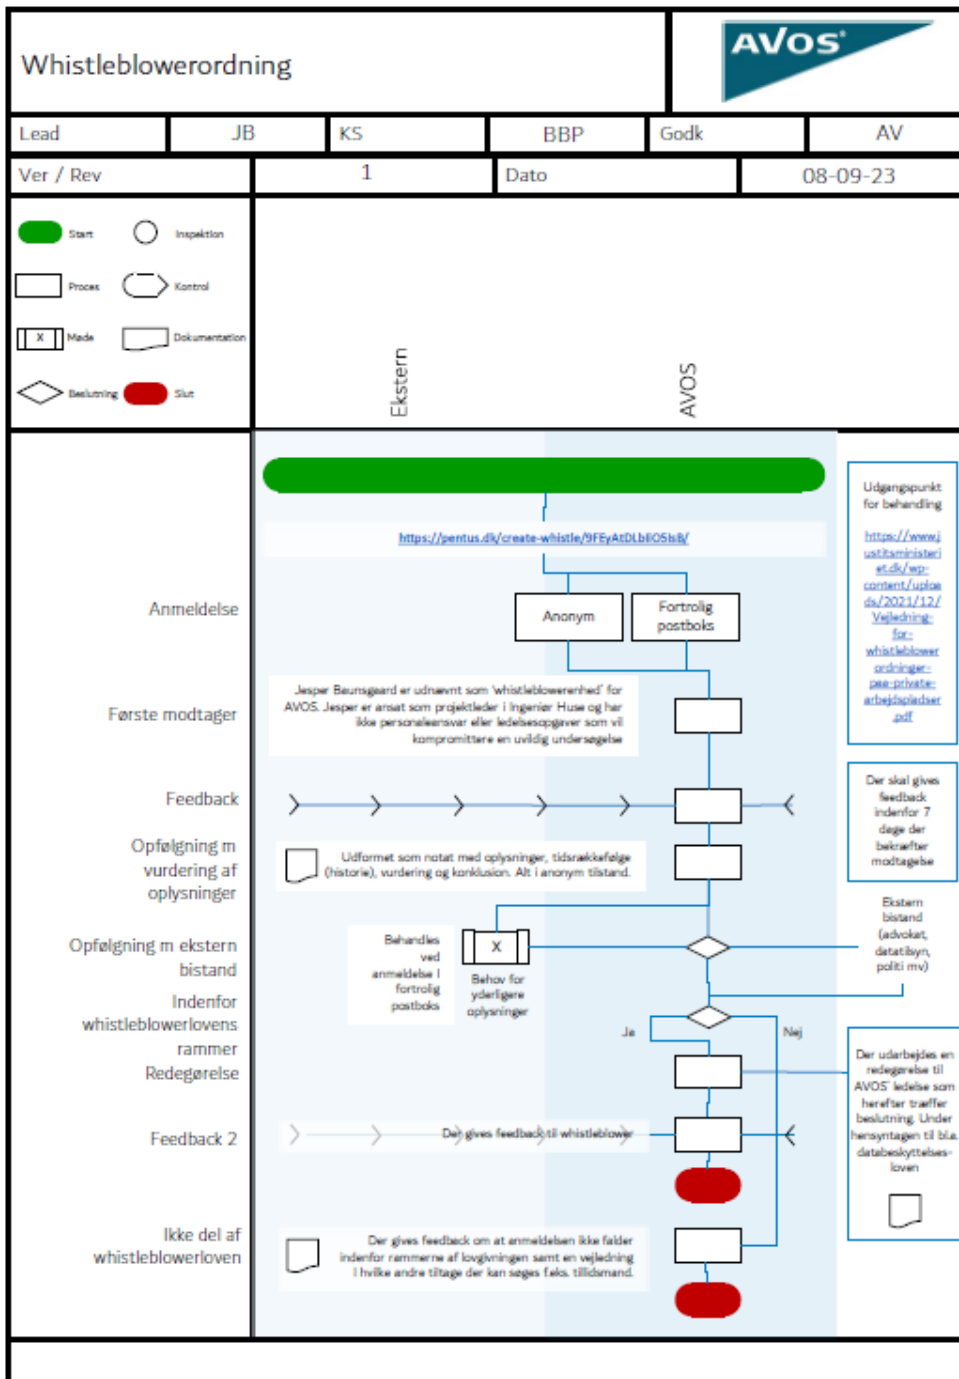 Whistleblowerordning
AVOS
Lead
JB
KS
BBP
Godk
AV
Ver / Rev
1
Dato
08-09-23
Start
Inspektion
Proces
Kontrol
X
Møde
Dokumentation
Beslutning
Slut
Ekstern
AVOS
Udgangspunkt
for behandling
https://www.j
ustitsministeri
et.dk/wp-
content/uploa
ds/2021/12/
Vejledning-
for-
whistleblower
ordninger-
paa-private-
arbejdspladser
.pdf
Anmeldelse
Anonym
Fortrolig
postboks
Første modtager
Jesper Baunsgaard er udnævnt som 'whistleblowerenhed' for
AVOS. Jesper er ansat som projektleder i Ingeniør Huse og har
ikke personaleansvar eller ledelsesopgaver som vil
kompromittere en uvildig undersøgelse
Feedback
Der skal gives
feedback
indenfor 7
dage der
bekræfter
modtagelse
Opfølgning m
vurdering af
oplysninger
Udformet som notat med oplysninger, tidsrækkefølge
(historie), vurdering og konklusion. Alt i anonym tilstand.
Opfølgning m ekstern
bistand
Behandles
ved
anmeldelse I
fortrolig
postboks
X
Behov for
yderligere
oplysninger
Ekstern
bistand
(advokat,
datatilsyn,
politi mv)
Indenfor
whistleblowerlovens
rammer
Ja
Nej
Redegørelse
Der udarbejdes en
redegørelse til
AVOS' ledelse som
herefter træffer
beslutning. Under
hensyntagen til bl.a.
databeskyttelses-
loven
Feedback 2
Der gives feedback til whistleblower
Ikke del af
whistleblowerloven
Der gives feedback om at anmeldelsen ikke falder
indenfor rammerne af lovgivningen samt en vejledning
I hvilke andre tiltage der kan søges f.eks. tillidsmand.